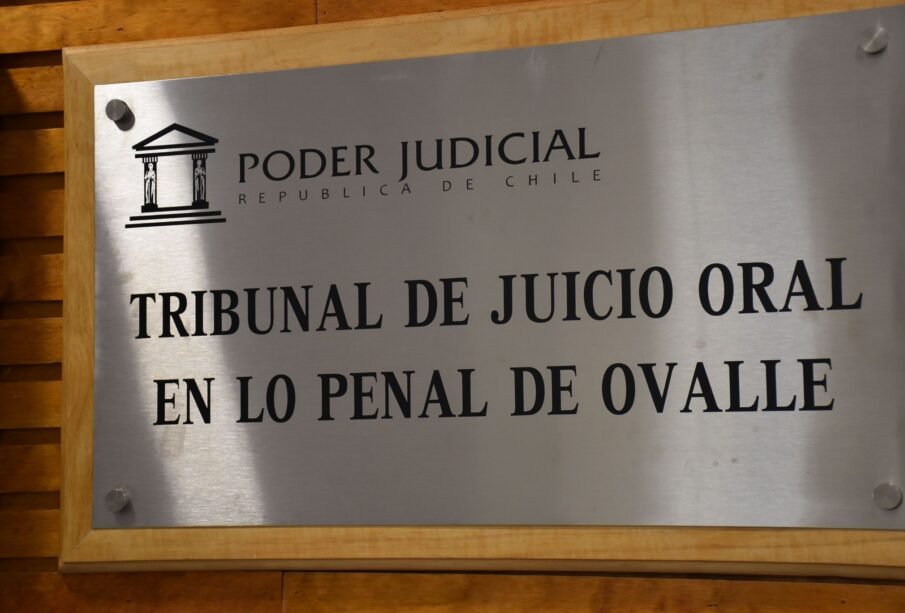 PODER JUDICIAL
REPUBLICA DE CHILE
TRIBUNAL DE JUICIO ORAL
EN LO PENAL DE OVALLE